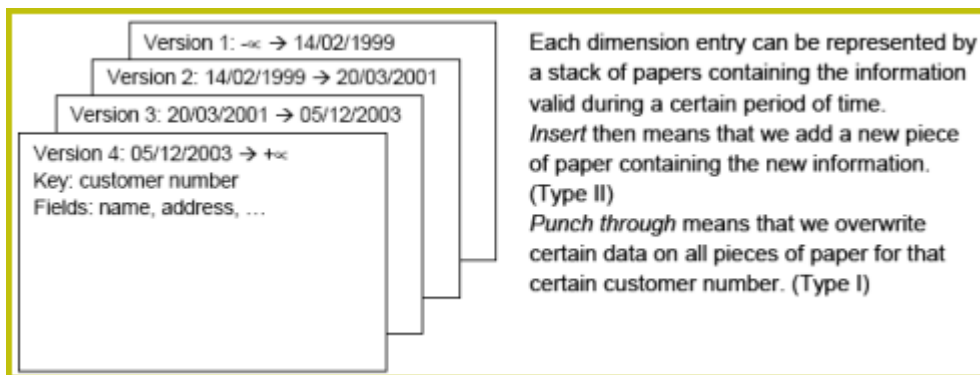 Version 1: -∝ → 14/02/1999
Version 2: 14/02/1999 → 20/03/2001
Version 3: 20/03/2001 → 05/12/2003
Version 4: 05/12/2003 → +∝
Key: customer number
Fields: name, address, …
Each dimension entry can be represented by
a stack of papers containing the information
valid during a certain period of time.
Insert then means that we add a new piece
of paper containing the new information.
(Type II)
Punch through means that we overwrite
certain data on all pieces of paper for that
certain customer number. (Type I)